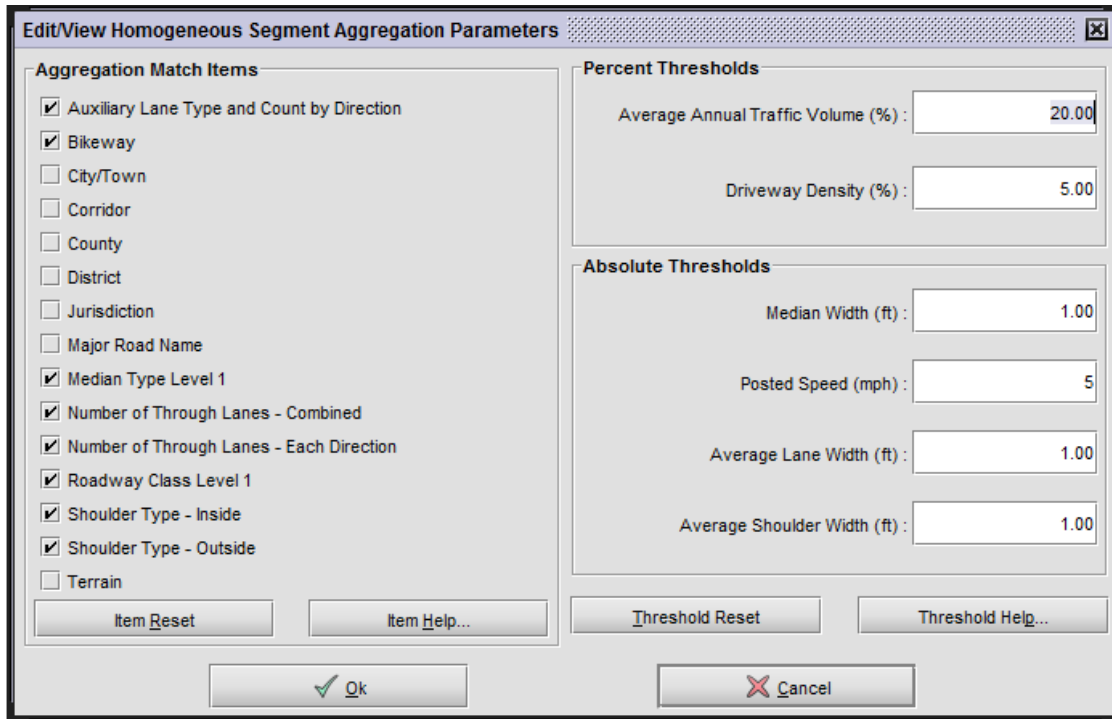 Edit/View Homogeneous Segment Aggregation Parameters
Aggregation Match Items
Auxiliary Lane Type and Count by Direction
Bikeway
City/Town
Corridor
County
District
Jurisdiction
Major Road Name
Median Type Level 1
Number of Through Lanes - Combined
Number of Through Lanes - Each Direction
Roadway Class Level 1
Shoulder Type - Inside
Shoulder Type - Outside
Terrain
Item Reset
Item Help...
Percent Thresholds
Average Annual Traffic Volume (%) : 20.00
Driveway Density (%) : 5.00
Absolute Thresholds
Median Width (ft) : 1.00
Posted Speed (mph) : 5
Average Lane Width (ft) : 1.00
Average Shoulder Width (ft) : 1.00
Threshold Reset
Threshold Help...
Ok
Cancel